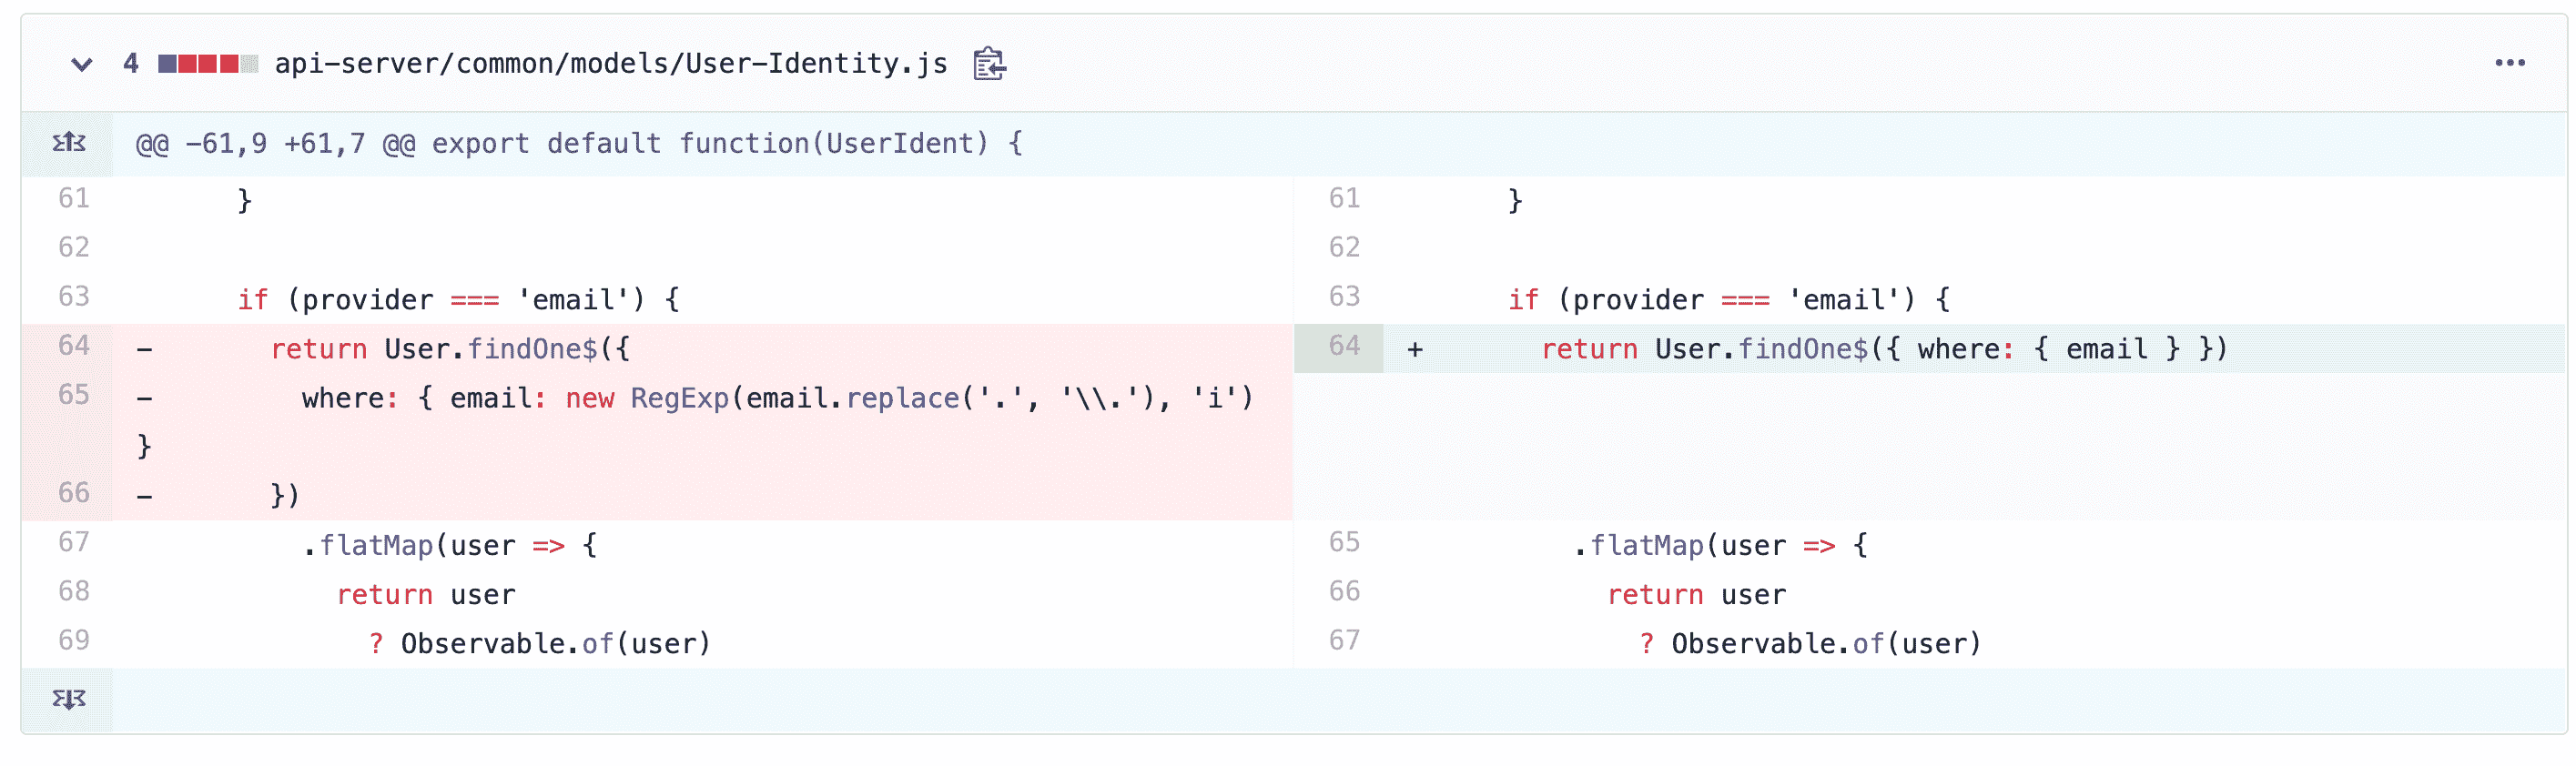 4 api-server/common/models/User-Identity.js
@@ -61,9 +61,7 @@ export default function(UserIdent) {
61 }
62
63 if (provider === 'email') {
64 - return User.findOne$({
65 - where: { email: new RegExp(email.replace('.', '\\.'), 'i')
}
66 - })
67 .flatMap(user => {
68 return user
69 ? Observable.of(user)
61 }
62
63 if (provider === 'email') {
64 + return User.findOne$({ where: { email } })
65 .flatMap(user => {
66 return user
67 ? Observable.of(user)